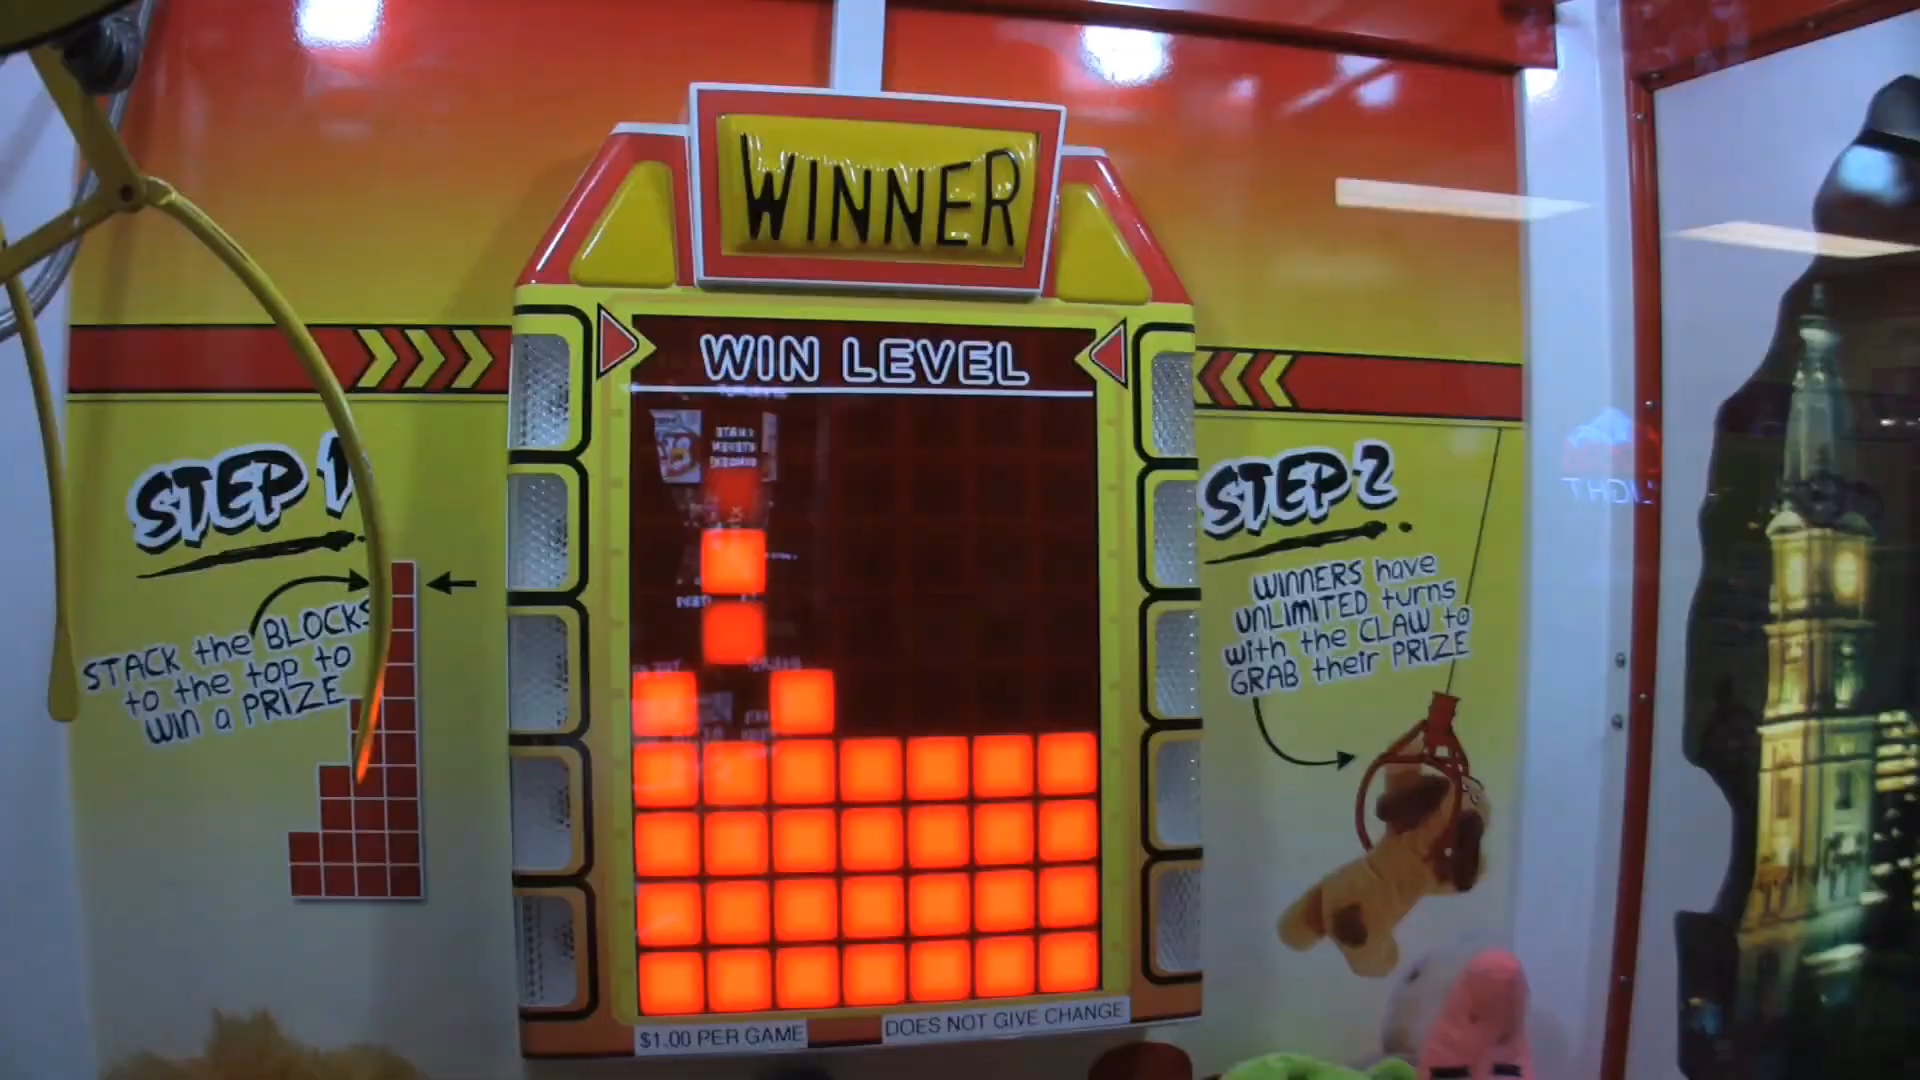 WINNER
WIN LEVEL
STEP 1
STACK the BLOCKS
to the top to
WIN a PRIZE
STEP 2
WINNERS have
UNLIMITED turns
with the CLAW to
GRAB their PRIZE
$1.00 PER GAME
DOES NOT GIVE CHANGE